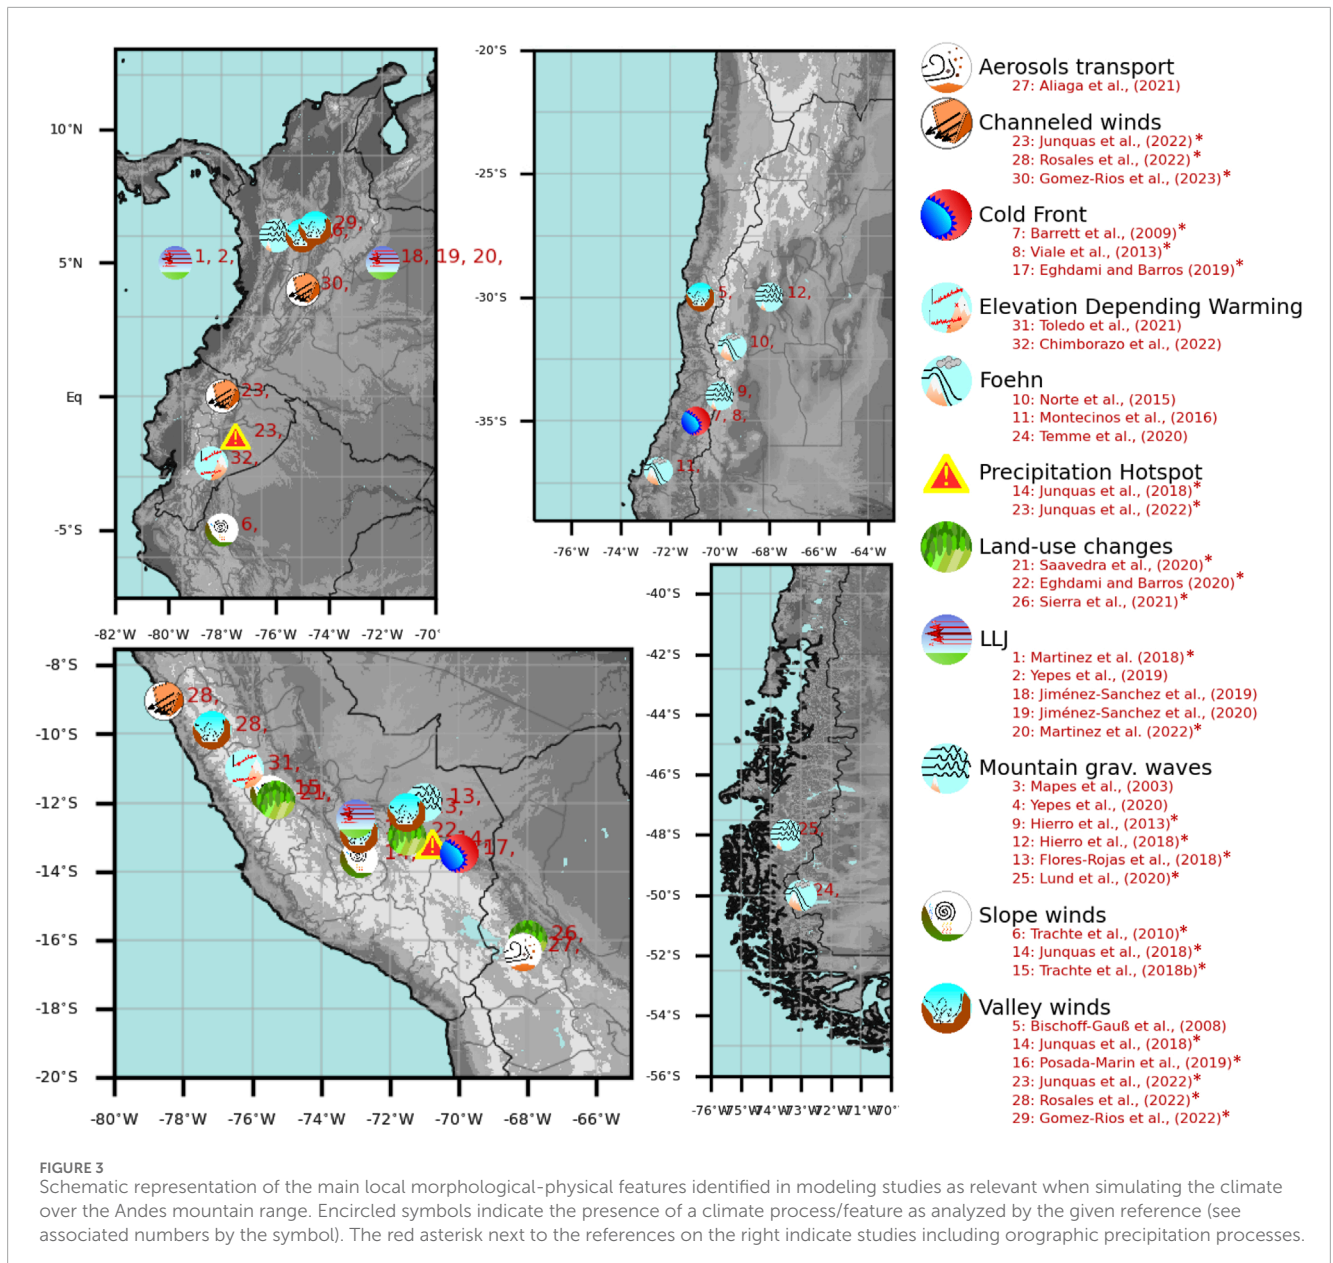 10°N
5°N
Eq
-5°S
-82°W -80°W -78°W -76°W -74°W -72°W -70°
1, 2,
29,
18, 19, 20,
30,
23,
23,
32,
6,
-20°S
-25°S
-30°S
-35°S
-76°W -74°W -72°W -70°W -68°W -66°W -64°W
5,
12,
10,
9,
7, 8,
11,
-8°S
-10°S
-12°S
-14°S
-16°S
-18°S
-20°S
-80°W -78°W -76°W -74°W -72°W -70°W -68°W -66°W
28,
28,
31,
15,
21,
13,
3,
22,
14,
17,
14,
26,
27,
-40°S
-42°S
-44°S
-46°S
-48°S
-50°S
-52°S
-54°S
-56°S
-76°W -75°W -74°W -73°W -72°W -71°W -70°
25,
24,
Aerosols transport
27: Aliaga et al., (2021)
Channeled winds
23: Junquas et al., (2022)*
28: Rosales et al., (2022)*
30: Gomez-Rios et al., (2023)*
Cold Front
7: Barrett et al., (2009)*
8: Viale et al., (2013)*
17: Eghdami and Barros (2019)*
Elevation Depending Warming
31: Toledo et al., (2021)
32: Chimborazo et al., (2022)
Foehn
10: Norte et al., (2015)
11: Montecinos et al., (2016)
24: Temme et al., (2020)
Precipitation Hotspot
14: Junquas et al., (2018)*
23: Junquas et al., (2022)*
Land-use changes
21: Saavedra et al., (2020)*
22: Eghdami and Barros (2020)*
26: Sierra et al., (2021)*
LLJ
1: Martinez et al. (2018)*
2: Yepes et al., (2019)
18: Jiménez-Sanchez et al., (2019)
19: Jiménez-Sanchez et al., (2020)
20: Martinez et al. (2022)*
Mountain grav. waves
3: Mapes et al., (2003)
4: Yepes et al., (2020)
9: Hierro et al., (2013)*
12: Hierro et al., (2018)*
13: Flores-Rojas et al., (2018)*
25: Lund et al., (2020)*
Slope winds
6: Trachte et al., (2010)*
14: Junquas et al., (2018)*
15: Trachte et al., (2018b)*
Valley winds
5: Bischoff-Gauß et al., (2008)
14: Junquas et al., (2018)*
16: Posada-Marin et al., (2019)*
23: Junquas et al., (2022)*
28: Rosales et al., (2022)*
29: Gomez-Rios et al., (2022)*
FIGURE 3
Schematic representation of the main local morphological-physical features identified in modeling studies as relevant when simulating the climate
over the Andes mountain range. Encircled symbols indicate the presence of a climate process/feature as analyzed by the given reference (see
associated numbers by the symbol). The red asterisk next to the references on the right indicate studies including orographic precipitation processes.